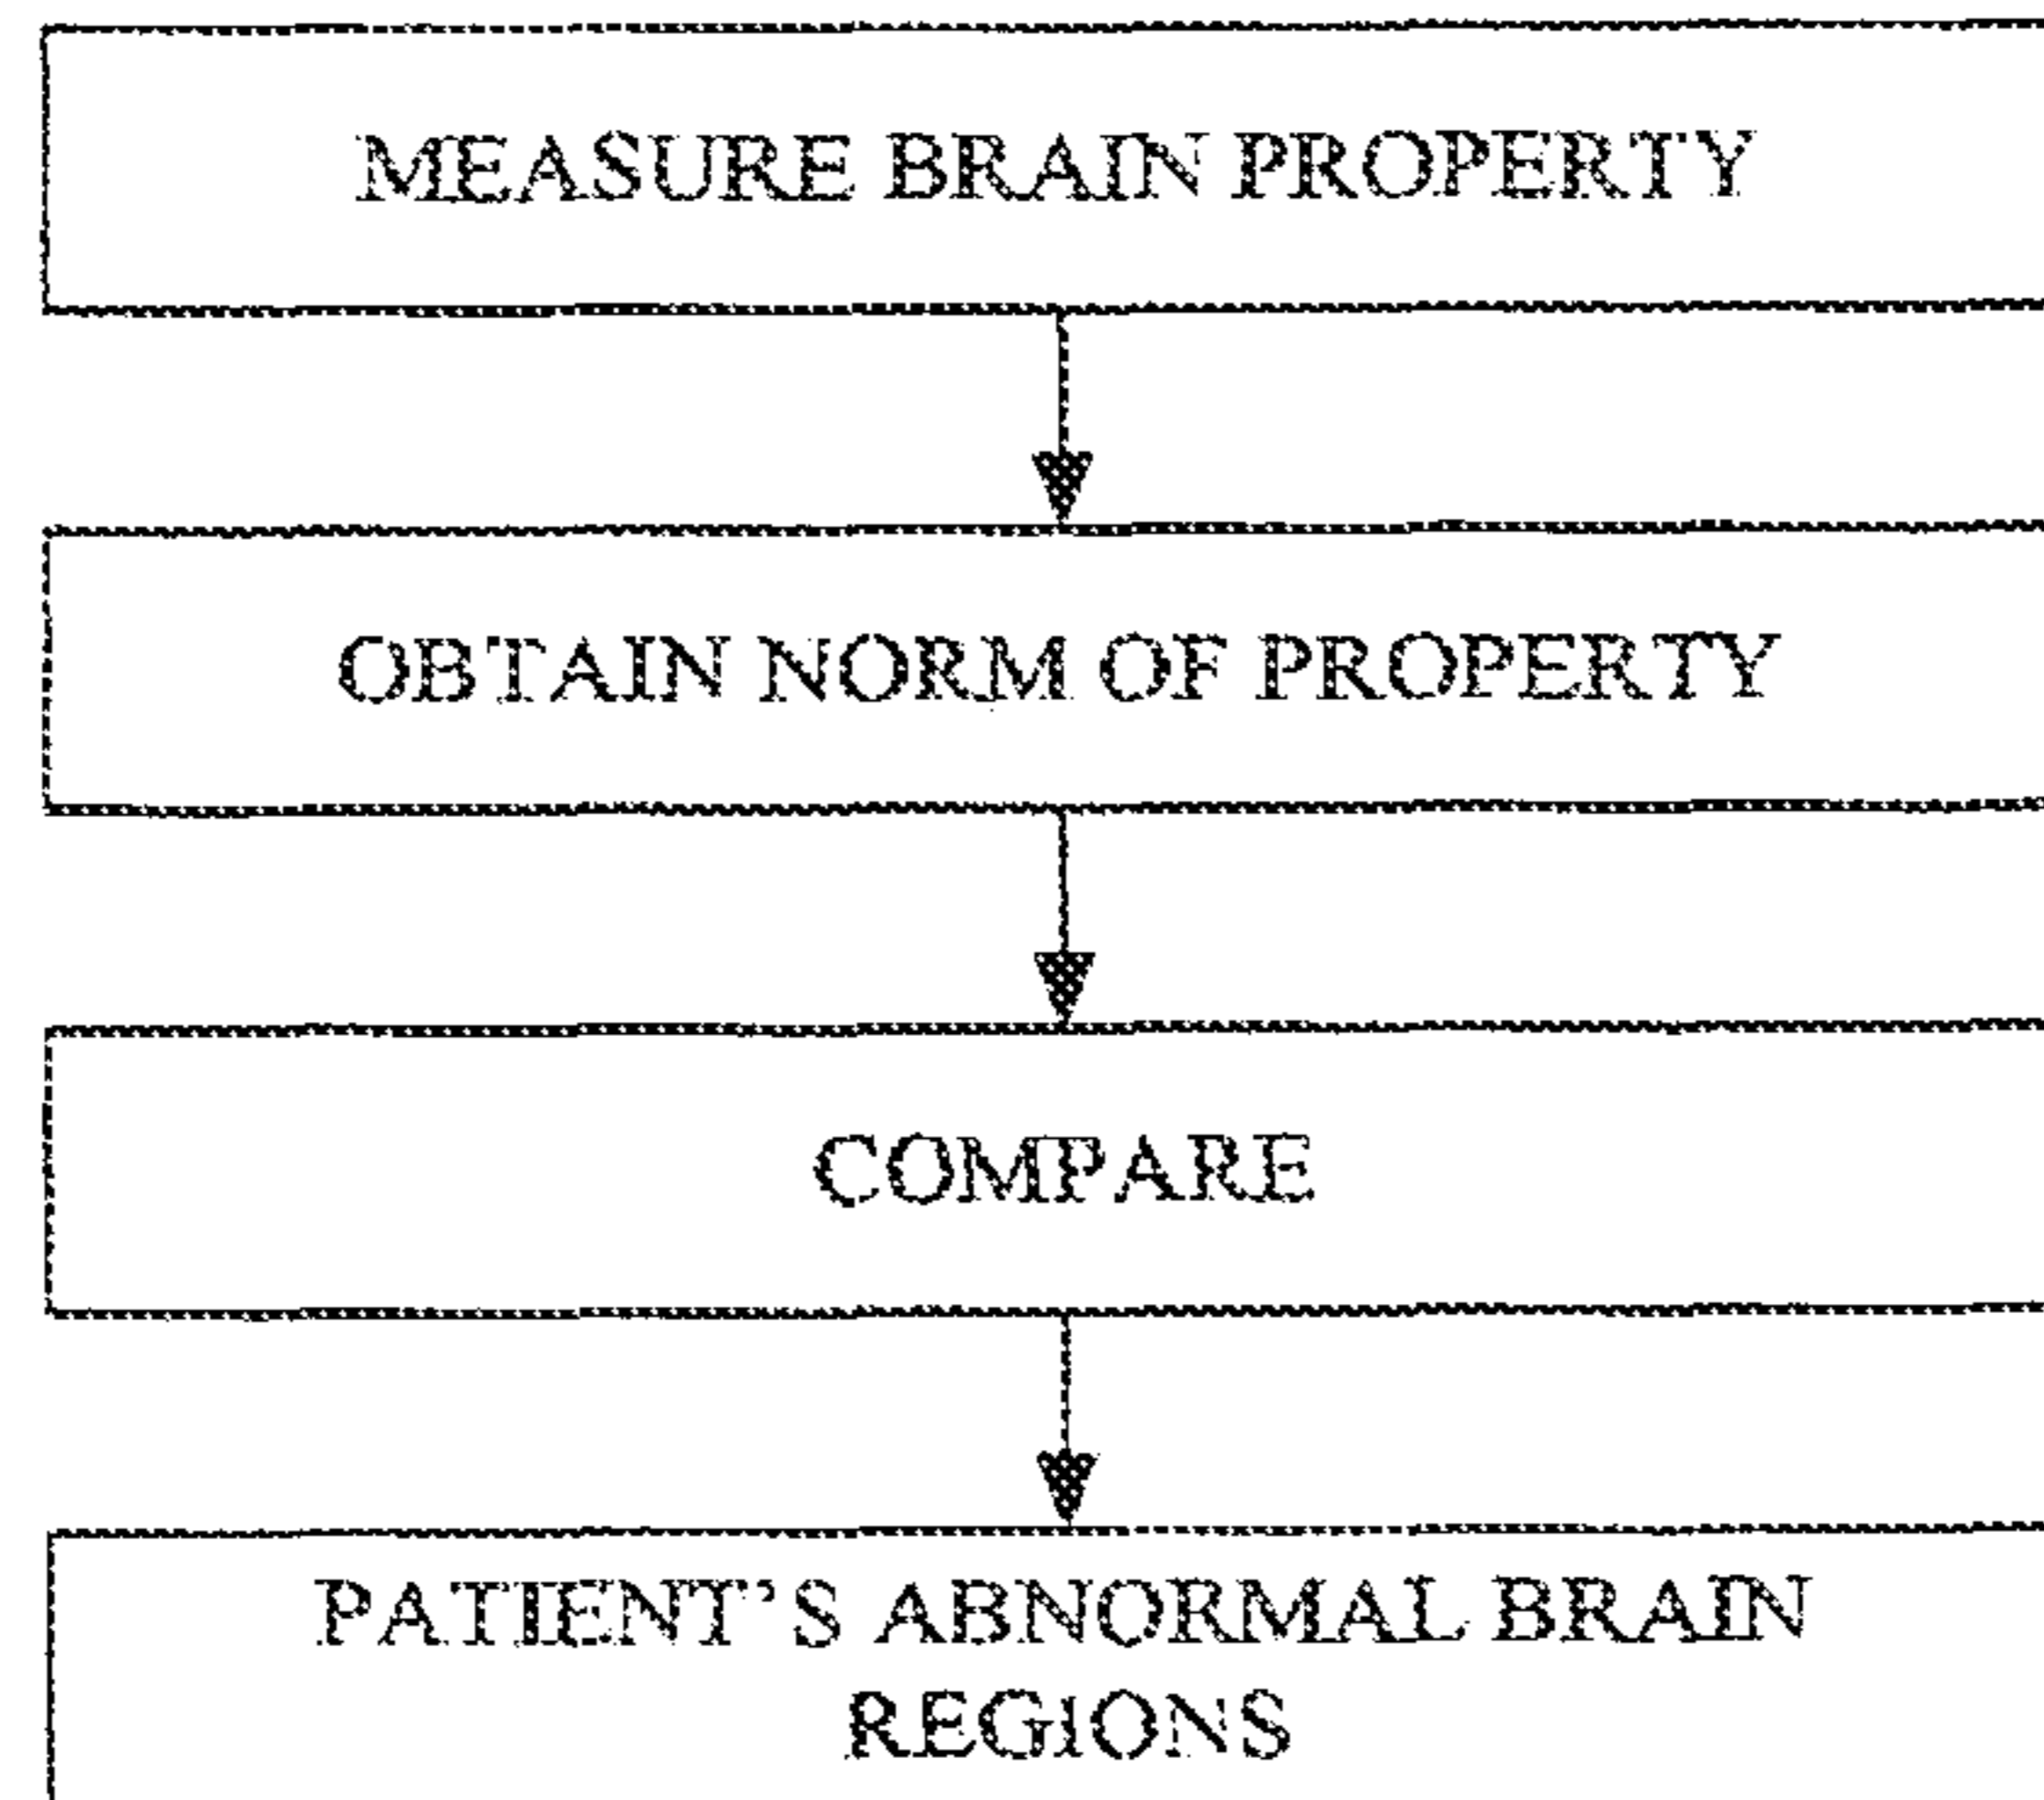 MEASURE BRAIN PROPERTY
OBTAIN NORM OF PROPERTY
COMPARE
PATIENT'S ABNORMAL BRAIN
REGIONS